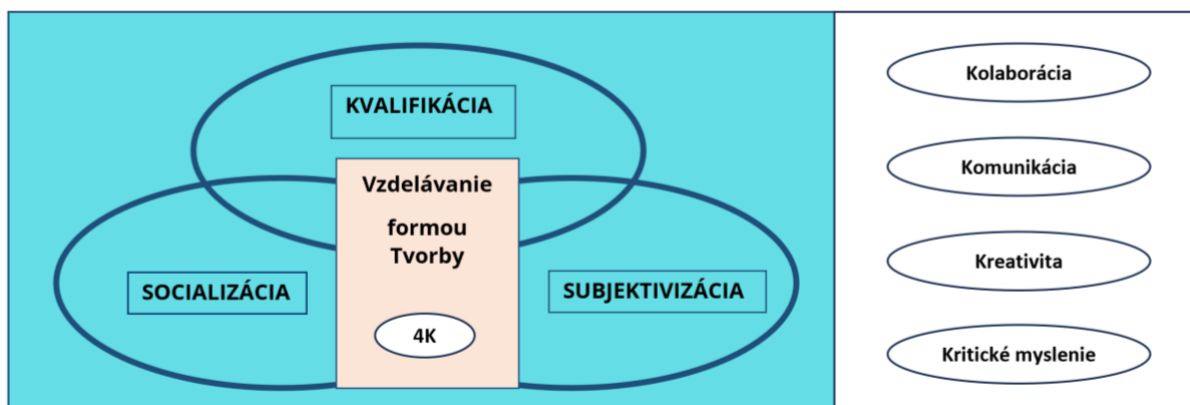 KVALIFIKÁCIA
Vzdelávanie
formou
Tvorby
SOCIALIZÁCIA
SUBJEKTIVIZÁCIA
4K
Kolaborácia
Komunikácia
Kreativita
Kritické myslenie